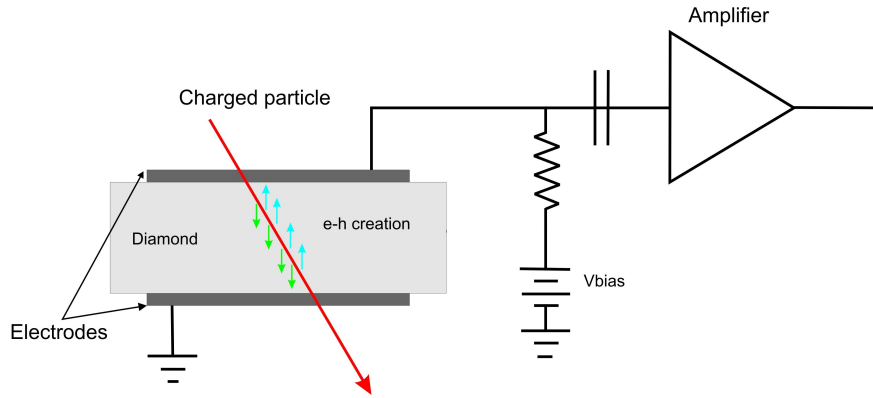 Amplifier
Charged particle
e-h creation
Diamond
Vbias
Electrodes